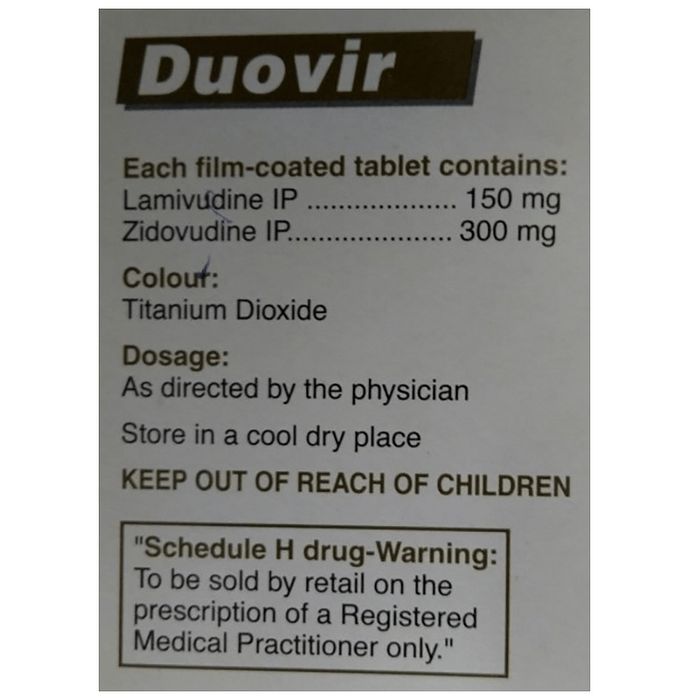 Duovir
Each film-coated tablet contains:
Lamivudine IP ................... 150 mg
Zidovudine IP..................... 300 mg
Colour:
Titanium Dioxide
Dosage:
As directed by the physician
Store in a cool dry place
KEEP OUT OF REACH OF CHILDREN
"Schedule H drug-Warning:
To be sold by retail on the
prescription of a Registered
Medical Practitioner only."